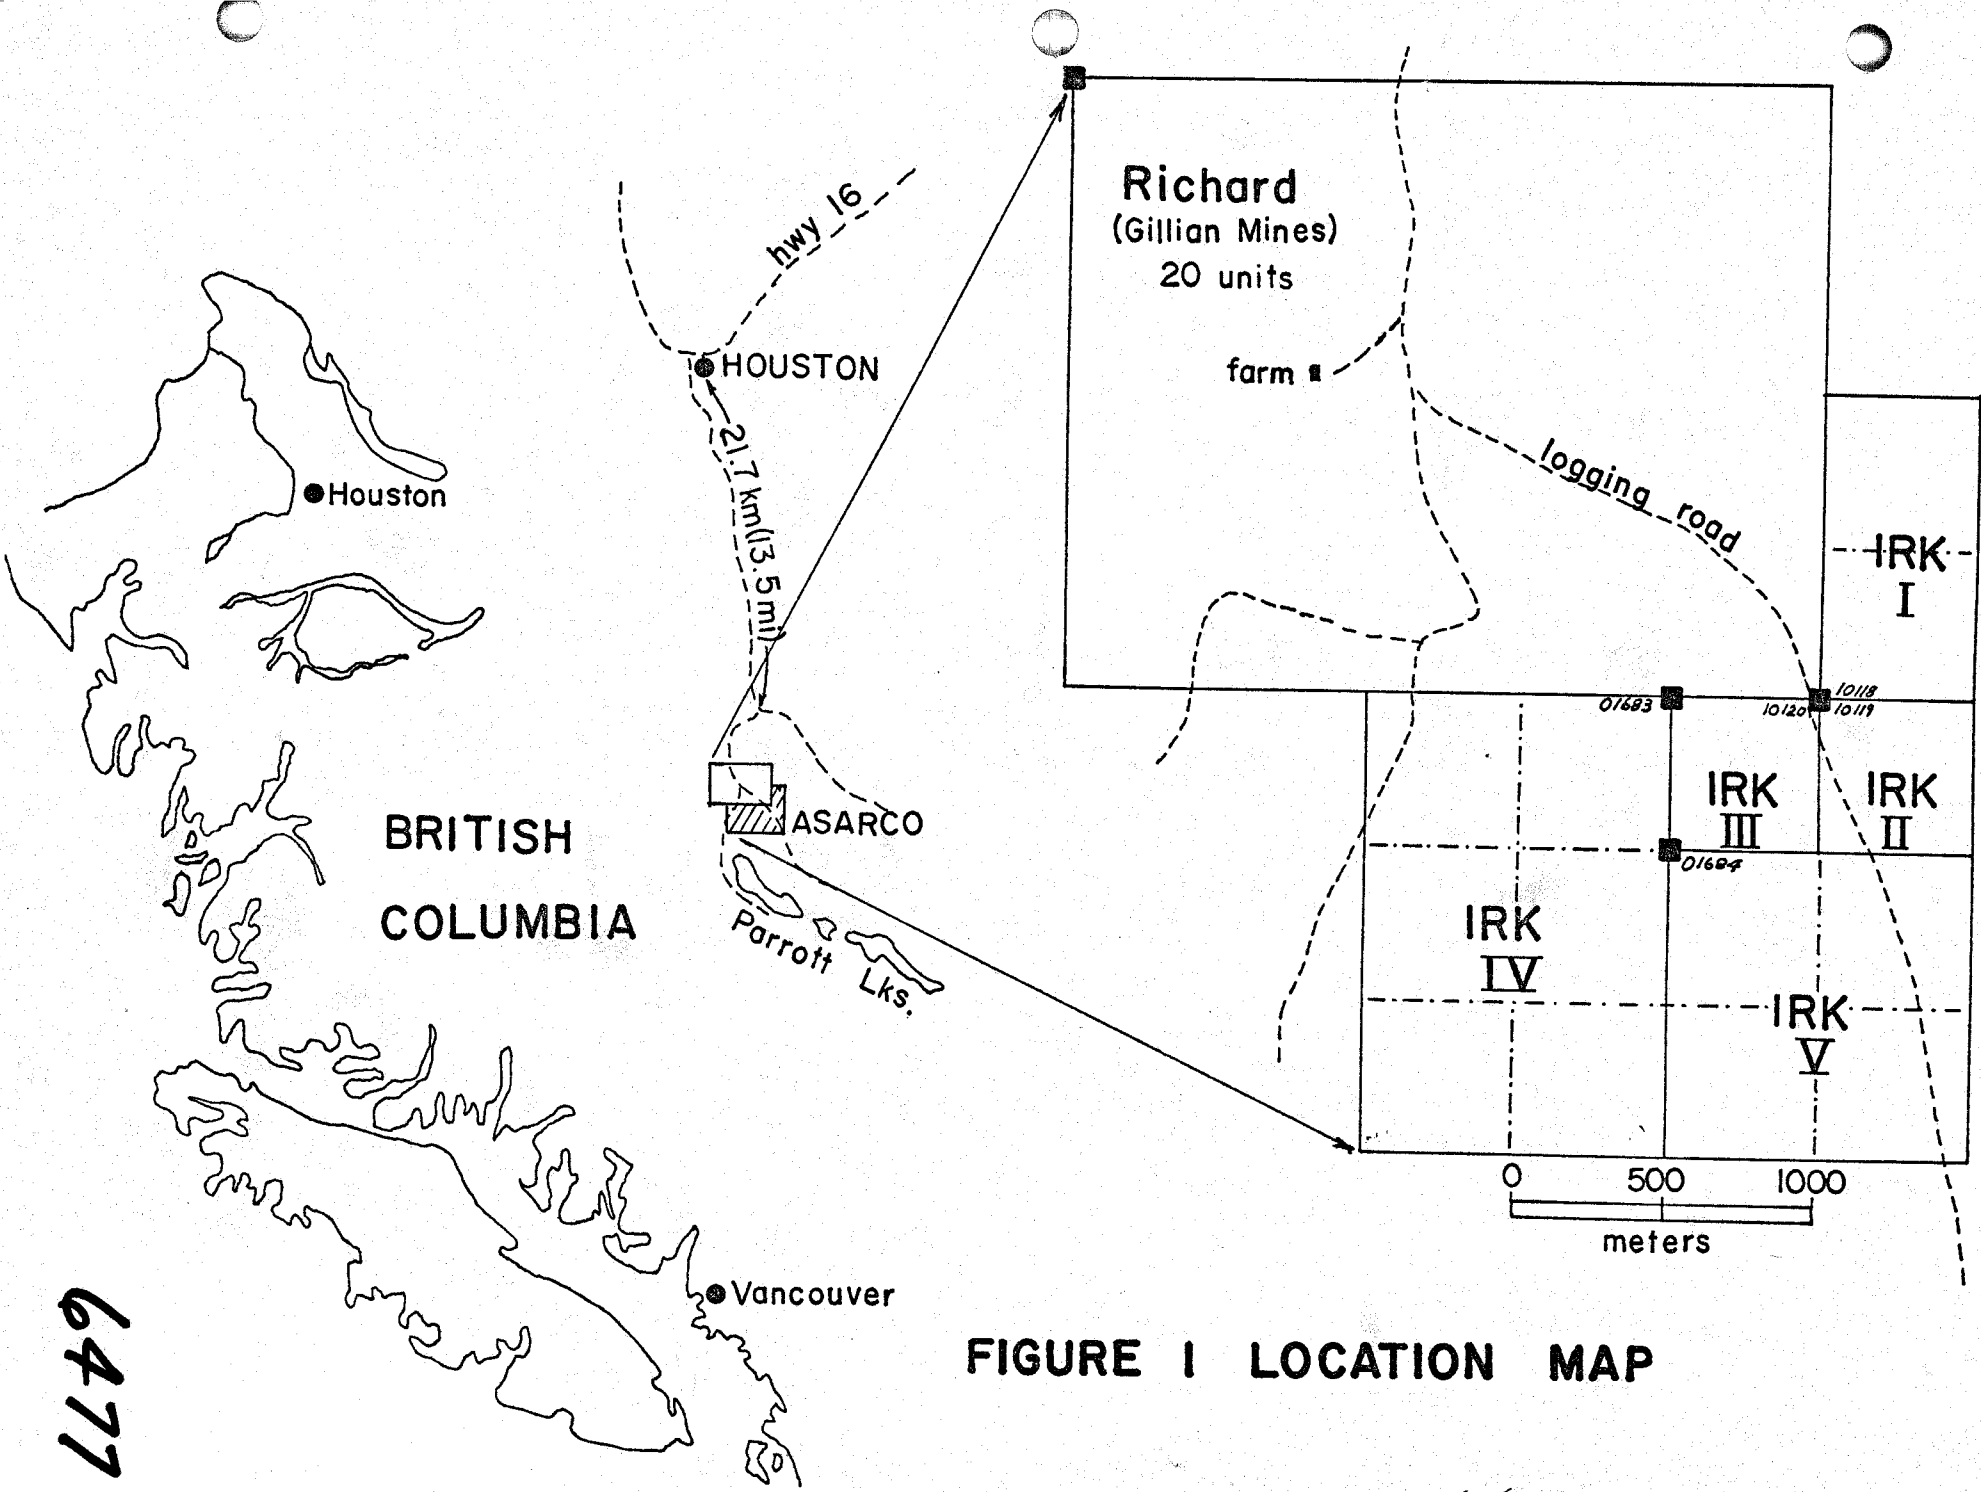 Richard
(Gillian Mines)
20 units
hwy 16
HOUSTON
farm
21.7 km(13.5 mi)
logging road
Houston
IRK
I
01683
10118
10120
10119
IRK
III
IRK
II
BRITISH
COLUMBIA
ASARCO
01684
Parrott Lks.
IRK
IV
IRK
V
0 500 1000
meters
Vancouver
FIGURE 1 LOCATION MAP
6477